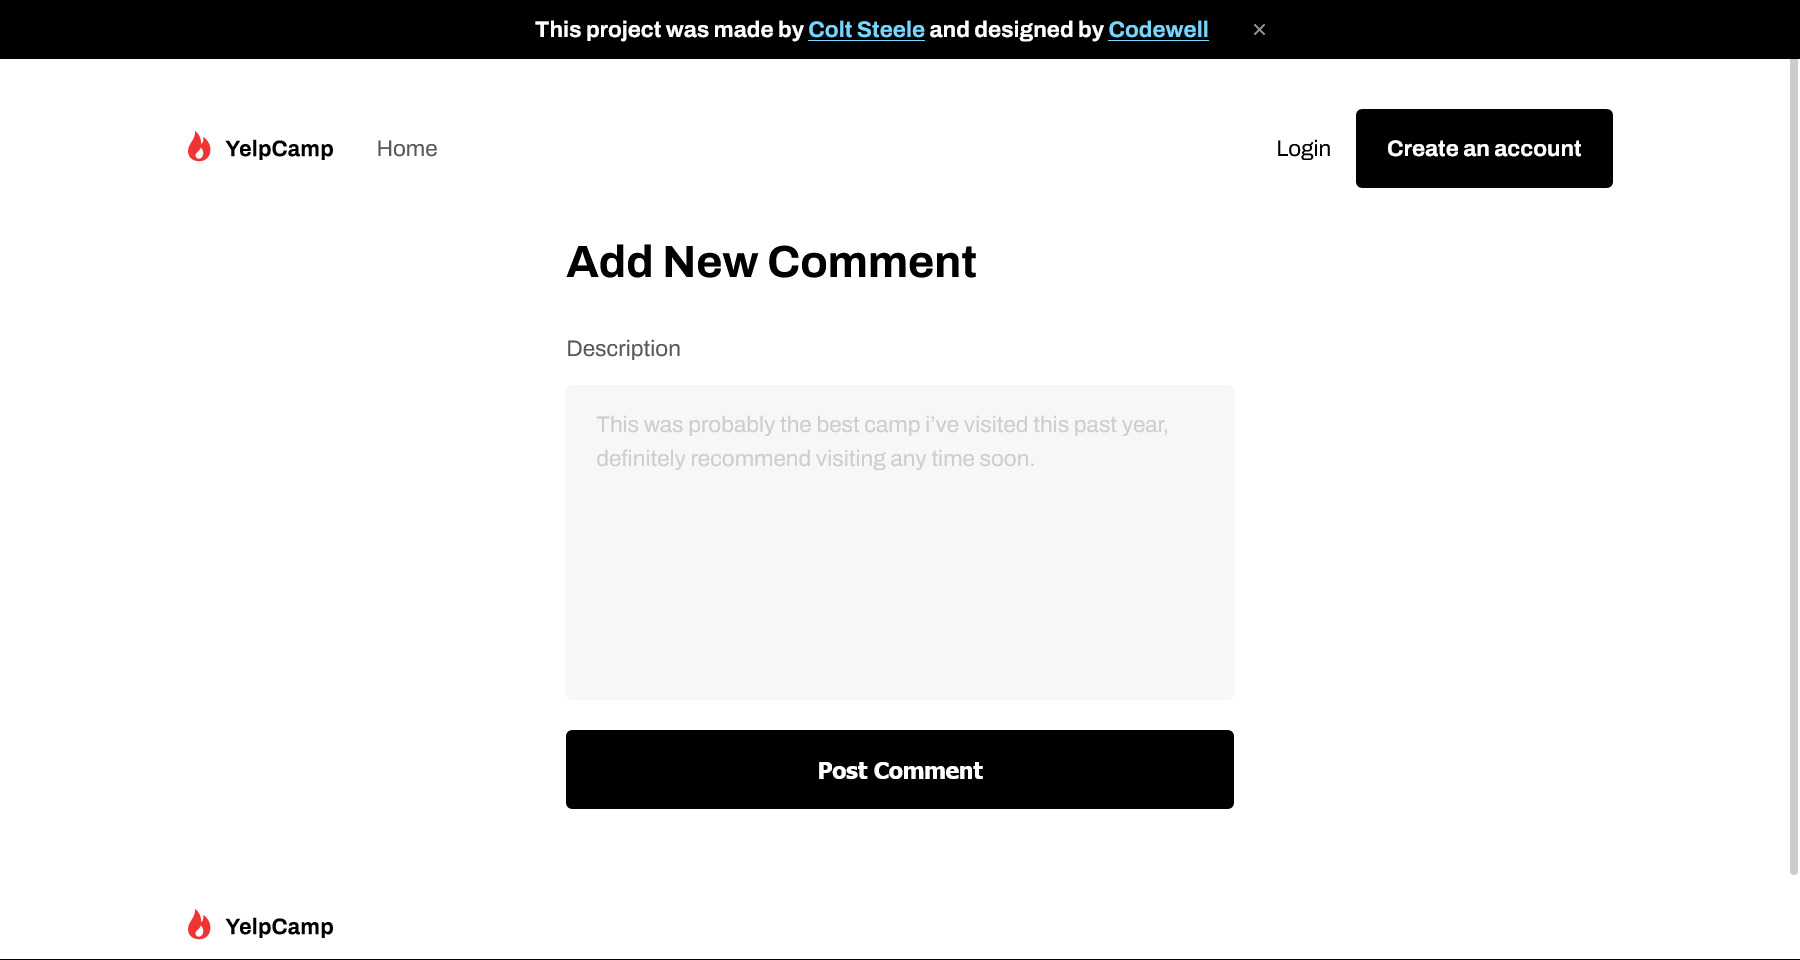 This project was made by Colt Steele and designed by Codewell ×
YelpCamp Home Login Create an account
Add New Comment
Description
This was probably the best camp i’ve visited this past year,
definitely recommend visiting any time soon.
Post Comment
YelpCamp